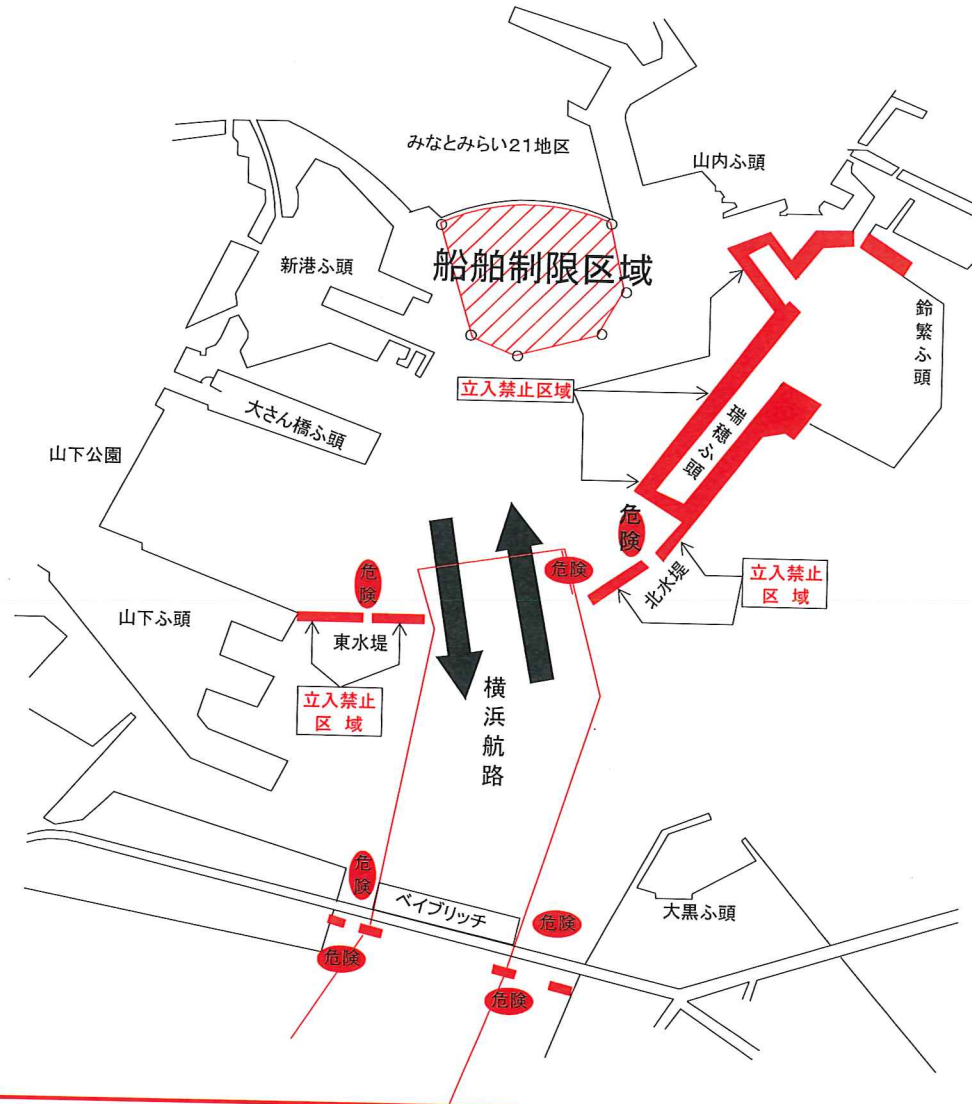 みなとみらい21地区
山内ふ頭
新港ふ頭
船舶制限区域
鈴繁ふ頭
立入禁止区域
大さん橋ふ頭
瑞穂ふ頭
山下公園
危険
危険
危険
北水堤
立入禁止
区 域
山下ふ頭
東水堤
立入禁止
区 域
横浜航路
危険
ベイブリッチ
危険
大黒ふ頭
危険
危険